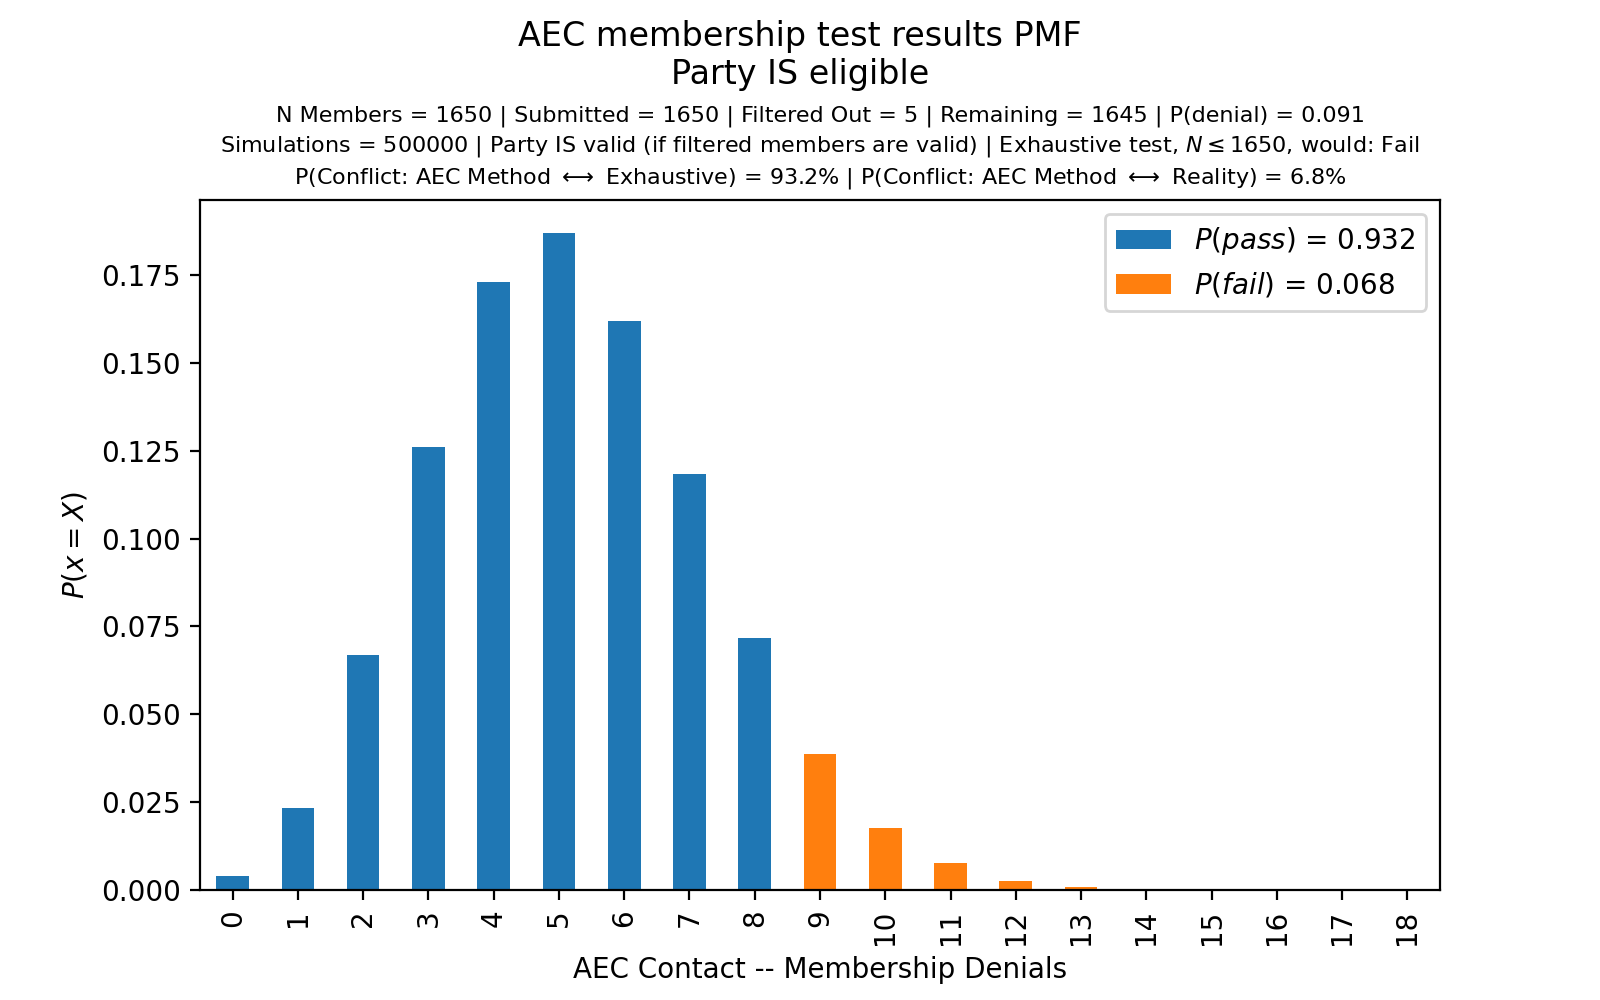 AEC membership test results PMF
Party IS eligible
N Members = 1650 | Submitted = 1650 | Filtered Out = 5 | Remaining = 1645 | P(denial) = 0.091
Simulations = 500000 | Party IS valid (if filtered members are valid) | Exhaustive test, N ≤ 1650, would: Fail
P(Conflict: AEC Method ⟷ Exhaustive) = 93.2% | P(Conflict: AEC Method ⟷ Reality) = 6.8%
P(pass) = 0.932
P(fail) = 0.068
0.175
0.150
0.125
0.100
0.075
0.050
0.025
0.000
P(x = X)
0 1 2 3 4 5 6 7 8 9 10 11 12 13 14 15 16 17 18
AEC Contact -- Membership Denials